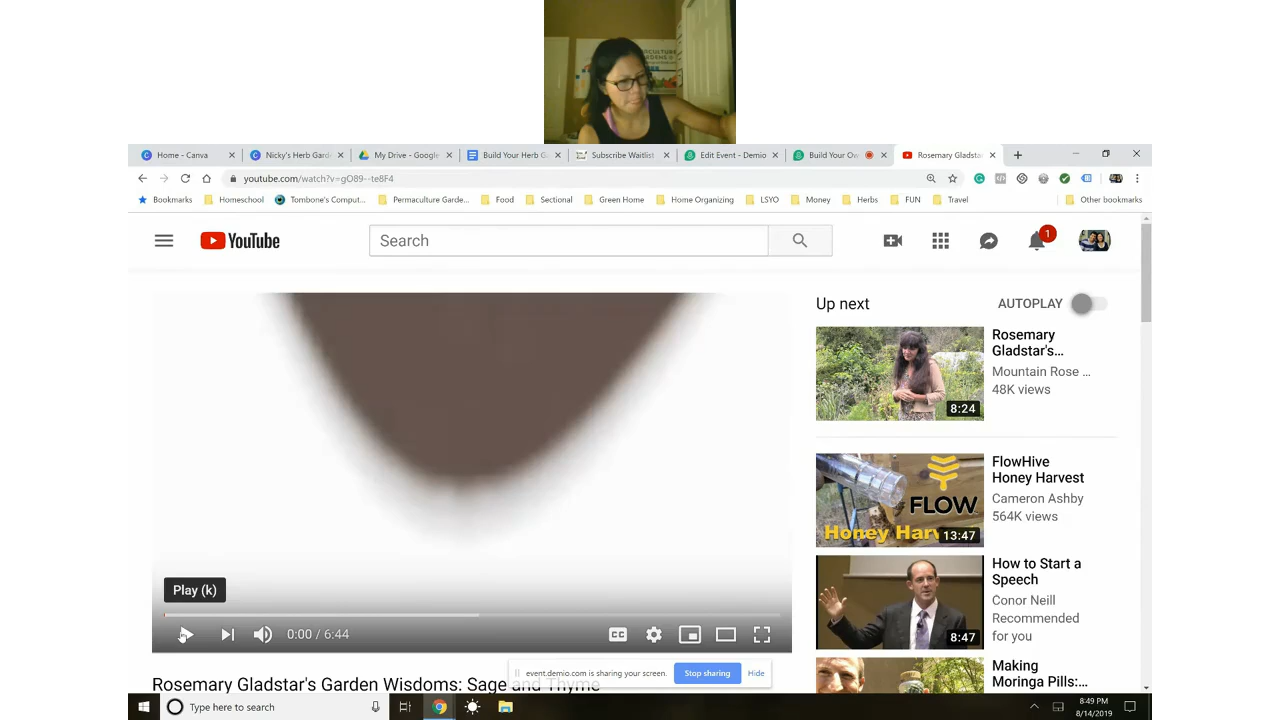 Home - Canva
Nicky's Herb Gard
My Drive - Google
Build Your Herb G
Subscribe Waitlist
Edit Event - Demio
Build Your Ow
Rosemary Gladsta
youtube.com/watch?v=gO89--te8F4
Bookmarks
Homeschool
Tombone's Comput...
Permaculture Garde...
Food
Sectional
Green Home
Home Organizing
LSYO
Money
Herbs
FUN
Travel
Other bookmarks
YouTube
Search
1
Up next
AUTOPLAY
Rosemary
Gladstar's...
Mountain Rose ...
48K views
8:24
FlowHive
Honey Harvest
Cameron Ashby
564K views
FLOW
Honey Har
13:47
How to Start a
Speech
Conor Neill
Recommended
for you
8:47
Making
Moringa Pills:...
Play (k)
0:00 / 6:44
CC
event.demio.com is sharing your screen.
Stop sharing
Hide
Rosemary Gladstar's Garden Wisdoms: Sage and Thyme
Type here to search
8:49 PM
8/14/2019